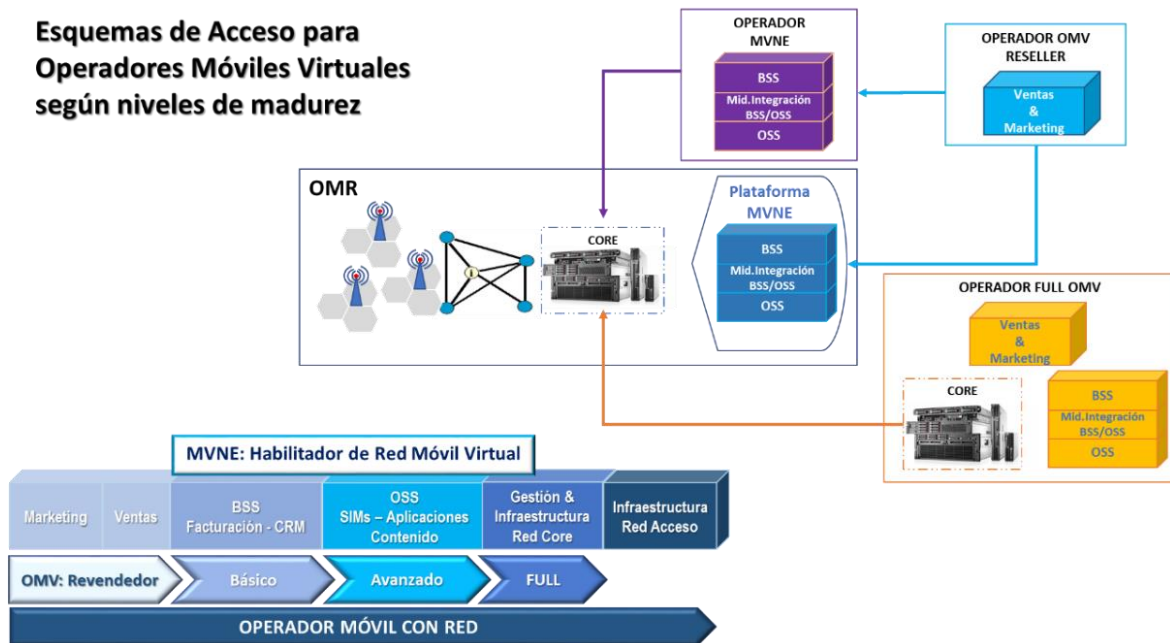 Esquemas de Acceso para
Operadores Móviles Virtuales
según niveles de madurez
OPERADOR
MVNE
BSS
Mid.Integración
BSS/OSS
OSS
OPERADOR OMV
RESELLER
Ventas
&
Marketing
OMR
CORE
Plataforma
MVNE
BSS
Mid.Integración
BSS/OSS
OSS
OPERADOR FULL OMV
Ventas
&
Marketing
CORE
BSS
Mid.Integración
BSS/OSS
OSS
MVNE: Habilitador de Red Móvil Virtual
Marketing
Ventas
BSS
Facturación - CRM
OSS
SIMs – Aplicaciones
Contenido
Gestión &
Infraestructura
Red Core
Infraestructura
Red Acceso
OMV: Revendedor
Básico
Avanzado
FULL
OPERADOR MÓVIL CON RED